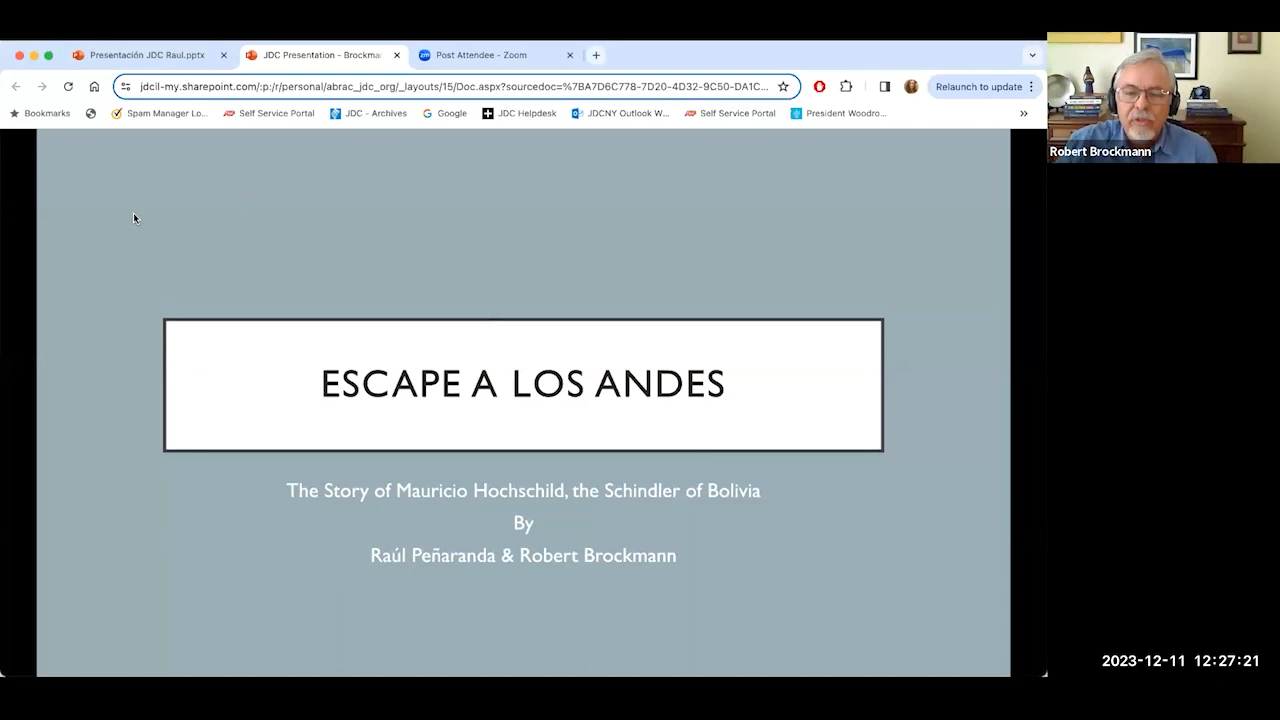 Presentación JDC Raul.pptx
JDC Presentation - Brockma
Post Attendee - Zoom
jdcil-my.sharepoint.com/:p:/r/personal/abrac_jdc_org/_layouts/15/Doc.aspx?sourcedoc=%7BA7D6C778-7D20-4D32-9C50-DA1C...
Relaunch to update
Bookmarks
Spam Manager Lo...
Self Service Portal
JDC - Archives
Google
JDC Helpdesk
JDCNY Outlook W...
Self Service Portal
President Woodro...
Robert Brockmann
ESCAPE A LOS ANDES
The Story of Mauricio Hochschild, the Schindler of Bolivia
By
Raúl Peñaranda & Robert Brockmann
2023-12-11 12:27:21